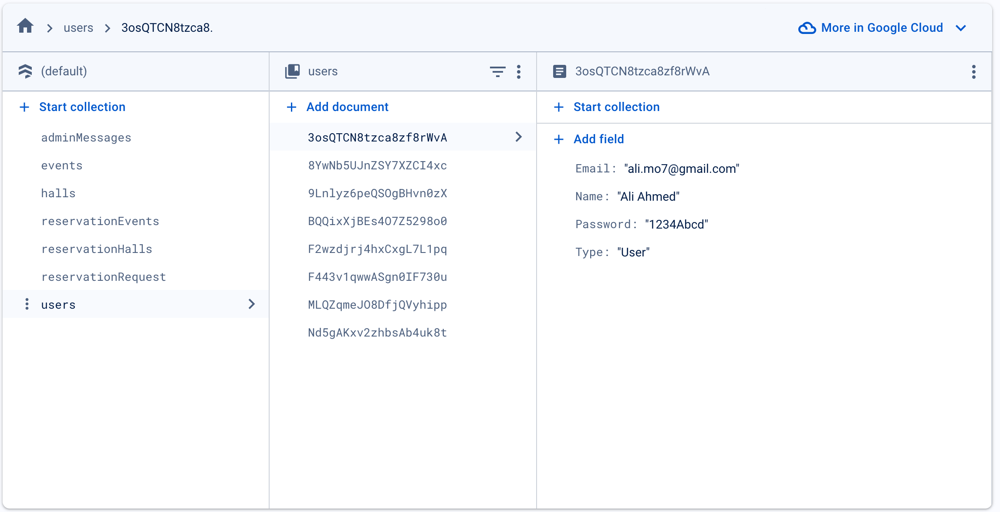 users
3osQTCN8tzca8.
More in Google Cloud
(default)
Start collection
adminMessages
events
halls
reservationEvents
reservationHalls
reservationRequest
users
users
Add document
3osQTCN8tzca8zf8rWvA
8YwNb5UJnZSY7XZCI4xc
9Lnlyz6peQSOgBHvn0zX
BQQixXjBEs4O7Z5298o0
F2wzdjrj4hxCxgL7L1pq
F443v1qwwASgn0IF730u
MLQZqmeJO8DfjQVyhipp
Nd5gAKxv2zhbsAb4uk8t
3osQTCN8tzca8zf8rWvA
Start collection
Add field
Email: "ali.mo7@gmail.com"
Name: "Ali Ahmed"
Password: "1234Abcd"
Type: "User"